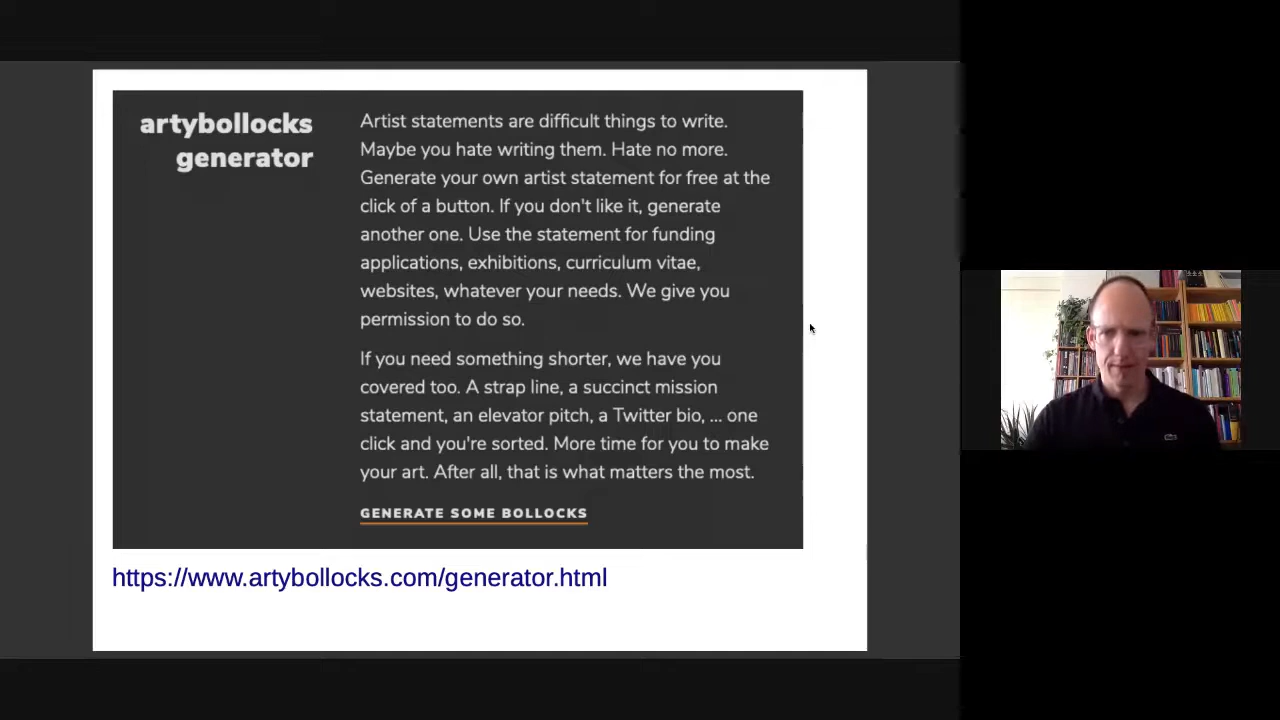 artybollocks
generator
Artist statements are difficult things to write.
Maybe you hate writing them. Hate no more.
Generate your own artist statement for free at the
click of a button. If you don't like it, generate
another one. Use the statement for funding
applications, exhibitions, curriculum vitae,
websites, whatever your needs. We give you
permission to do so.
If you need something shorter, we have you
covered too. A strap line, a succinct mission
statement, an elevator pitch, a Twitter bio, ... one
click and you're sorted. More time for you to make
your art. After all, that is what matters the most.
GENERATE SOME BOLLOCKS
https://www.artybollocks.com/generator.html